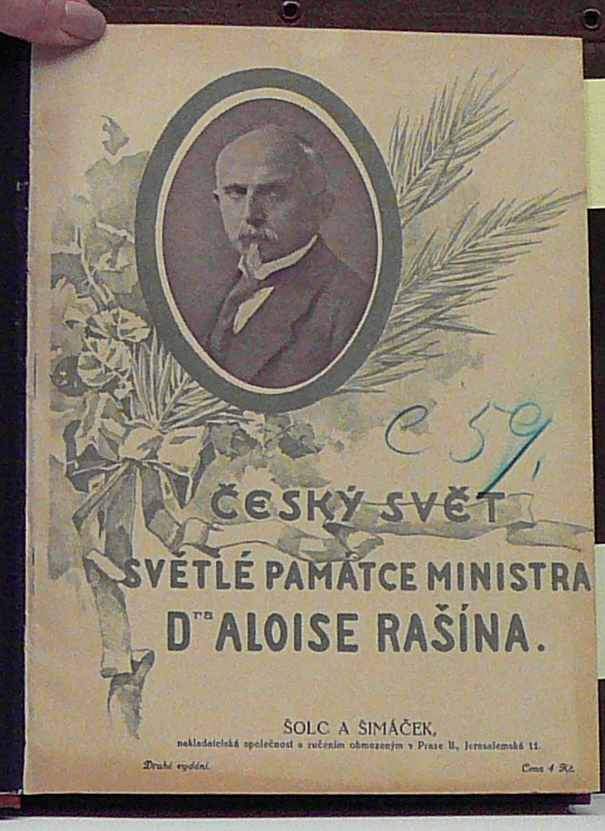 C 59,
ČESKÝ SVĚT
SVĚTLÉ PAMÁTCE MINISTRA
Dra ALOISE RAŠÍNA.
ŠOLC A ŠIMÁČEK,
nakladatelská společnost s ručením obmezeným v Praze II., Jerusalemská 11.
Druhé vydání.
Cena 4 Kč.